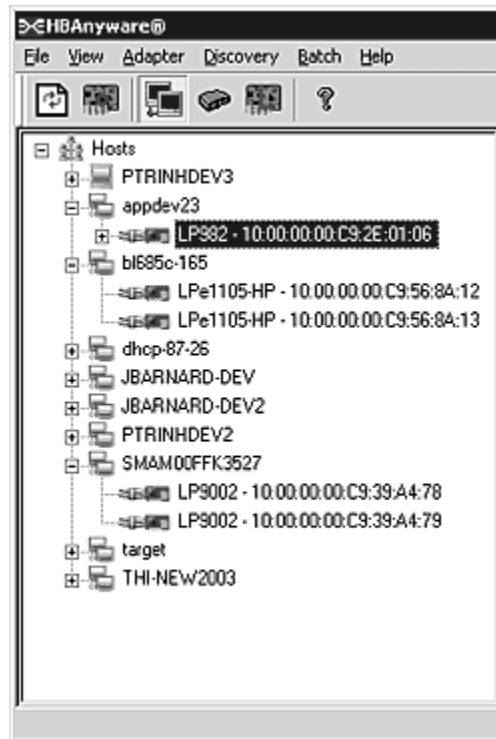 HBAnyware®
File View Adapter Discovery Batch Help
Hosts
PTRINHDEV3
appdev23
LP982 - 10:00:00:00:C9:2E:01:06
bl685c-165
LPe1105-HP - 10:00:00:00:C9:56:8A:12
LPe1105-HP - 10:00:00:00:C9:56:8A:13
dhcp-87-26
JBARNARD-DEV
JBARNARD-DEV2
PTRINHDEV2
SMAM00FFK3527
LP9002 - 10:00:00:00:C9:39:A4:78
LP9002 - 10:00:00:00:C9:39:A4:79
target
THI-NEW2003